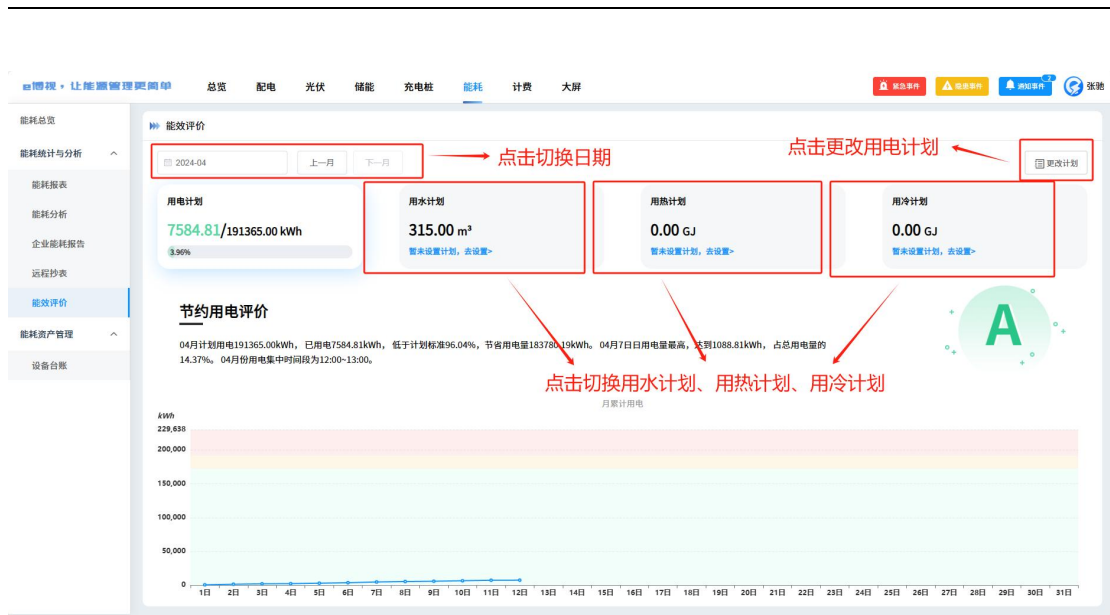 e博视，让能源管理更简单 总览 配电 光伏 储能 充电桩 能耗 计费 大屏 紧急事件 报警事件 通知事件 张驰
能耗总览
能耗统计与分析
能耗报表
能耗分析
企业能耗报告
远程抄表
能效评价
能耗资产管理
设备台账
能效评价
2024-04 上一月 下一月 点击切换日期 点击更改用电计划 更改计划
用电计划
7584.81/191365.00 kWh
3.96%
用水计划
315.00 m³
暂未设置计划，去设置>
用热计划
0.00 GJ
暂未设置计划，去设置>
用冷计划
0.00 GJ
暂未设置计划，去设置>
节约用电评价
A
04月计划用电191365.00kWh， 已用电7584.81kWh， 低于计划标准96.04%，节省用电量183780.19kWh。 04月7日日用电量最高，达到1088.81kWh， 占总用电量的
14.37%。 04月份用电集中时间段为12:00~13:00。
点击切换用水计划、用热计划、用冷计划
月累计用电
kWh
229,638
200,000
150,000
100,000
50,000
0
1日 2日 3日 4日 5日 6日 7日 8日 9日 10日 11日 12日 13日 14日 15日 16日 17日 18日 19日 20日 21日 22日 23日 24日 25日 26日 27日 28日 29日 30日 31日